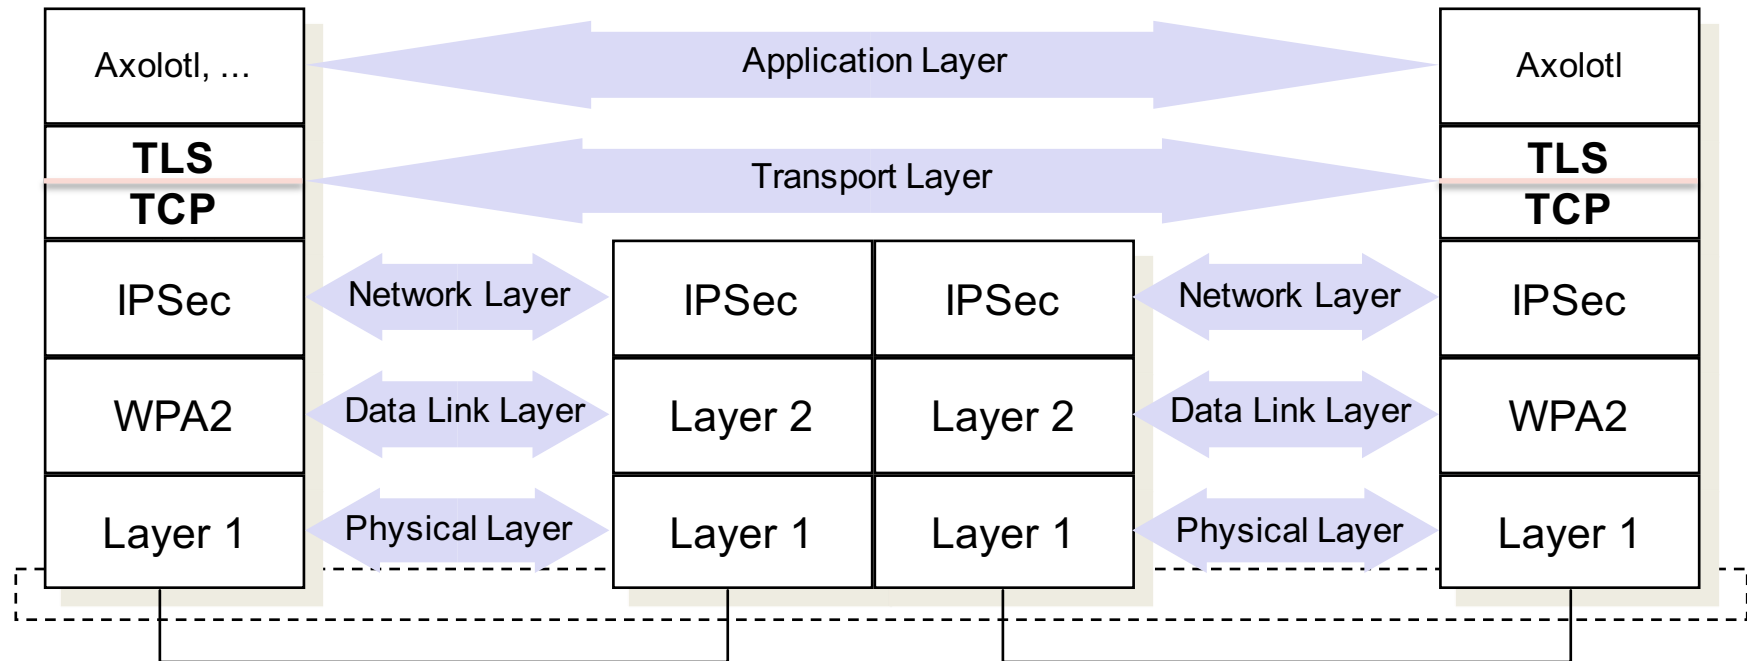 Axolotl, ...
Application Layer
Axolotl
TLS
Transport Layer
TLS
TCP
TCP
IPSec
Network Layer
IPSec
IPSec
Network Layer
IPSec
WPA2
Data Link Layer
Layer 2
Layer 2
Data Link Layer
WPA2
Layer 1
Physical Layer
Layer 1
Layer 1
Physical Layer
Layer 1